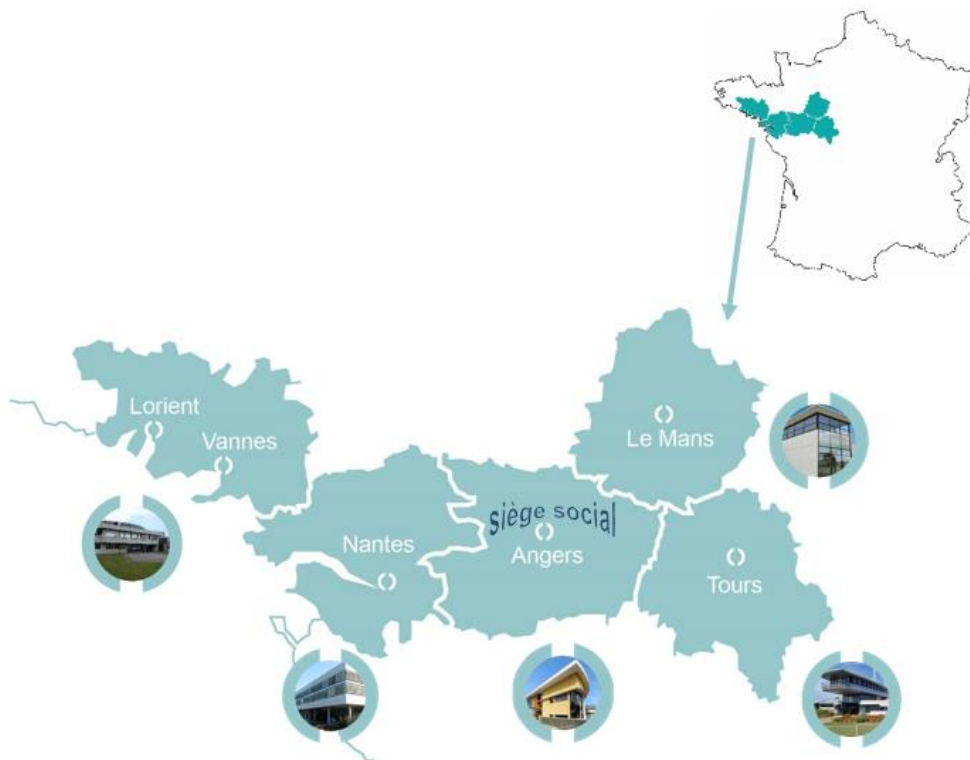 Lorient
Vannes
Le Mans
siège social
Nantes
Angers
Tours